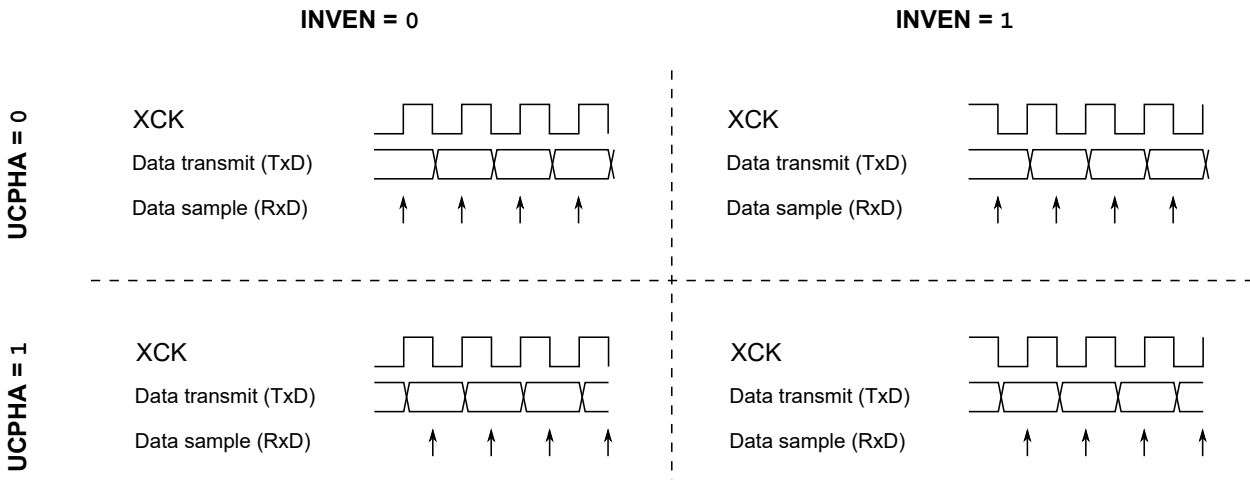 INVEN = 0
INVEN = 1
UCPHA = 0
XCK
Data transmit (TxD)
Data sample (RxD)
XCK
Data transmit (TxD)
Data sample (RxD)
UCPHA = 1
XCK
Data transmit (TxD)
Data sample (RxD)
XCK
Data transmit (TxD)
Data sample (RxD)